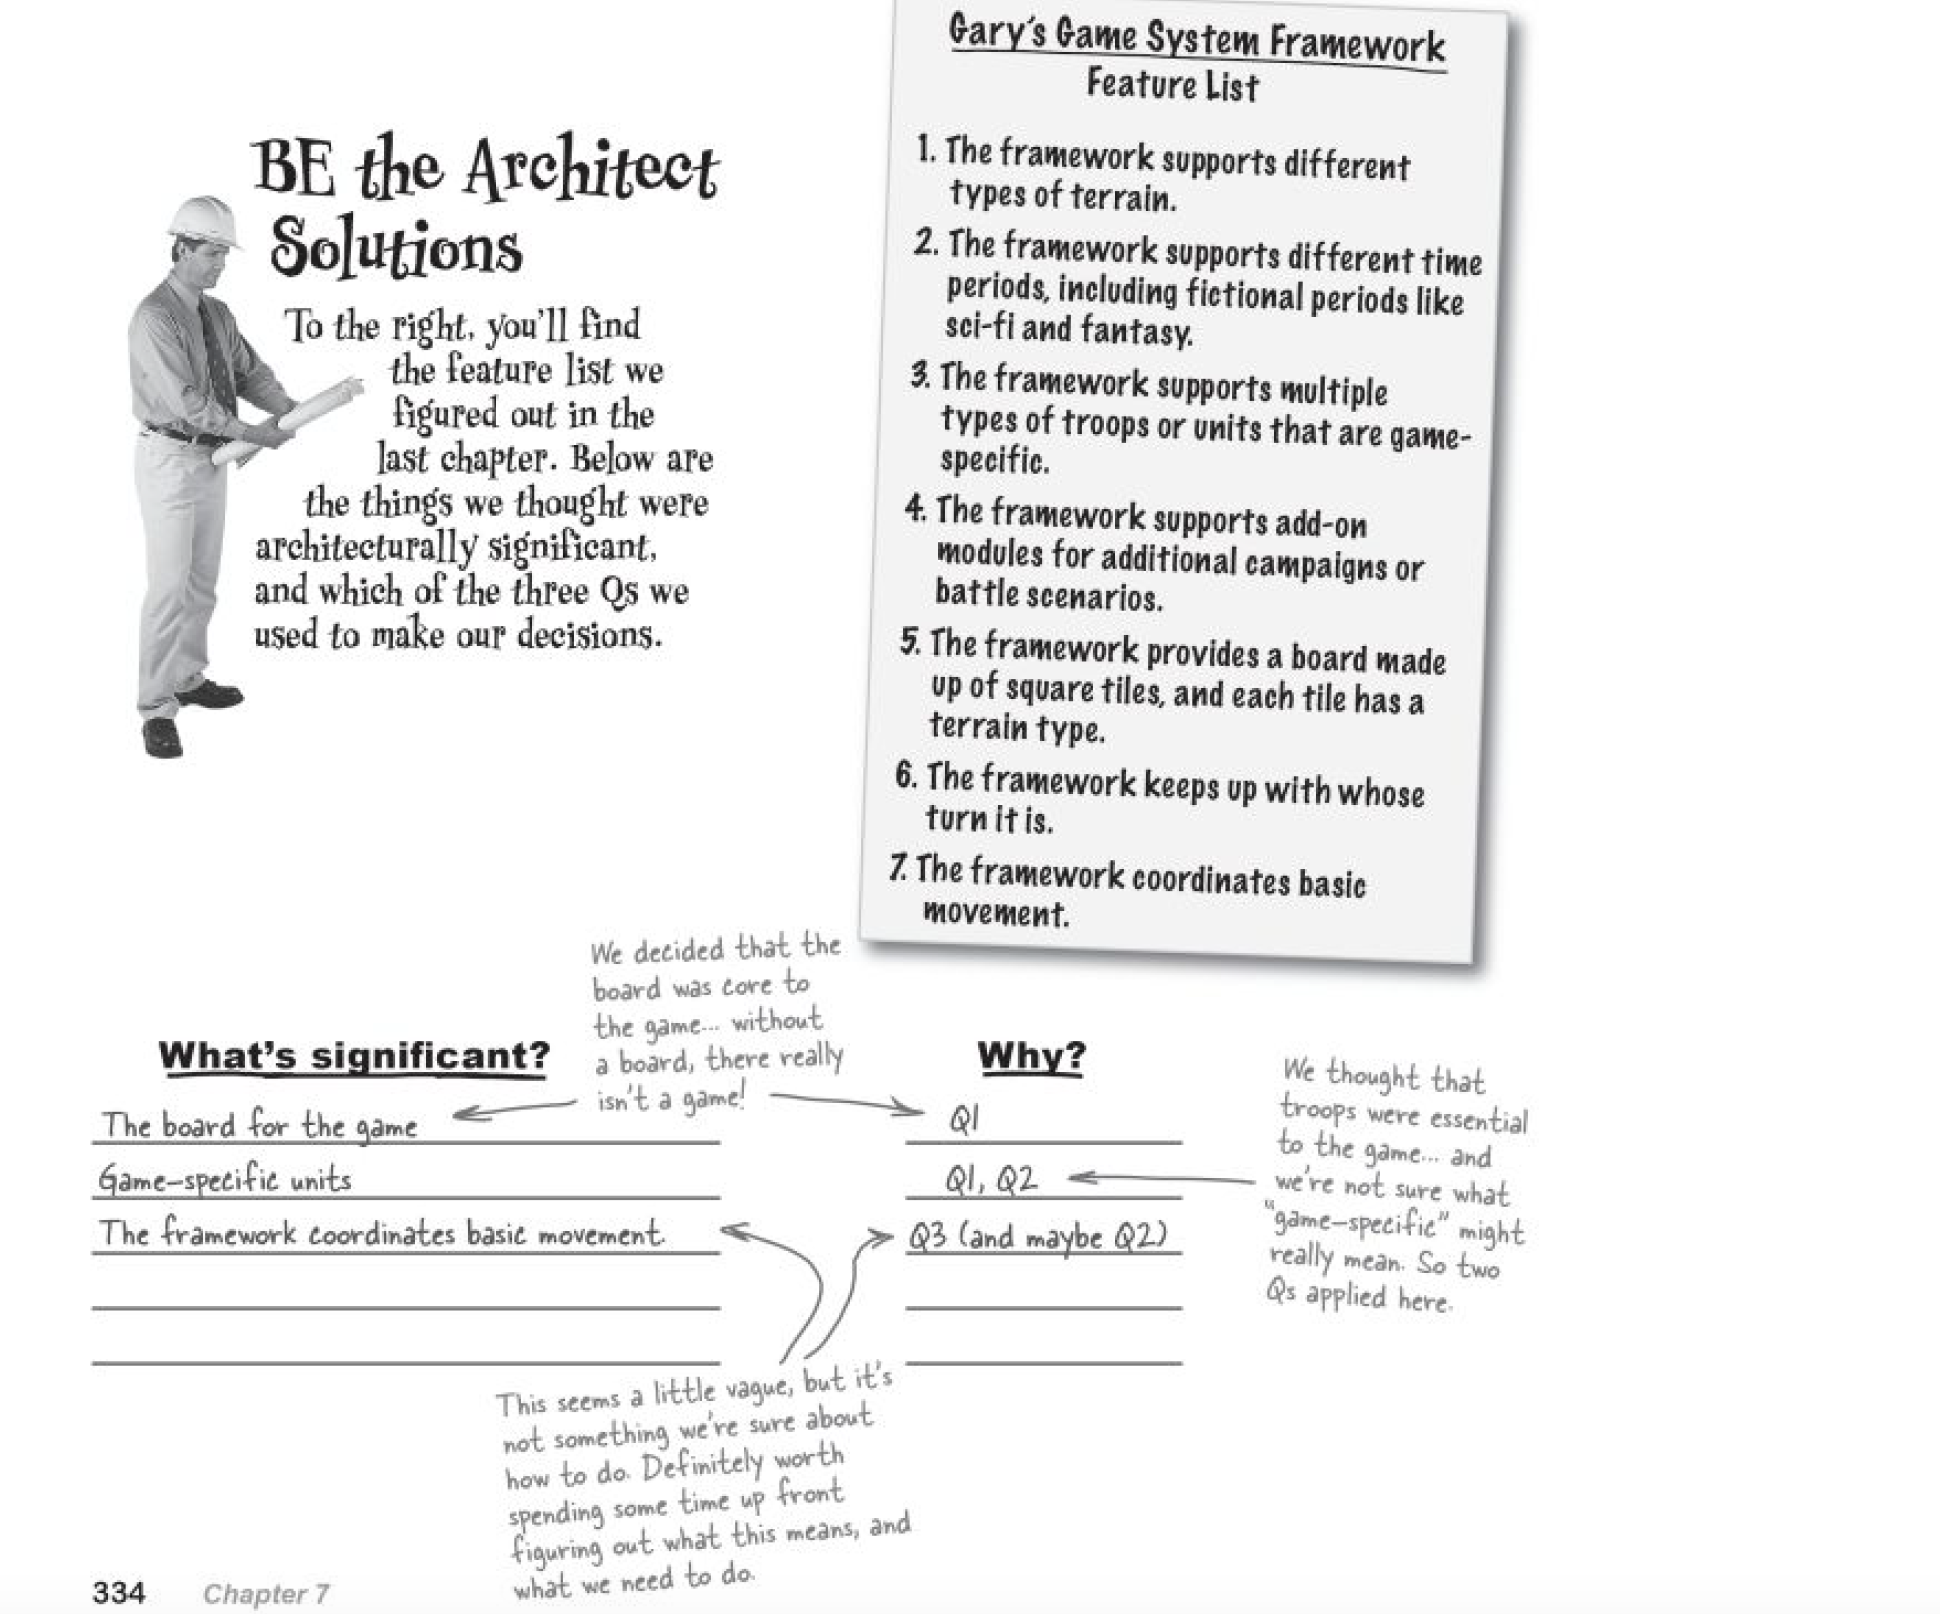 BE the Architect
Solutions
To the right, you'll find
the feature list we
figured out in the
last chapter. Below are
the things we thought were
architecturally significant,
and which of the three Qs we
used to make our decisions.
Gary's Game System Framework
Feature List
1. The framework supports different
types of terrain.
2. The framework supports different time
periods, including fictional periods like
sci-fi and fantasy.
3. The framework supports multiple
types of troops or units that are game-
specific.
4. The framework supports add-on
modules for additional campaigns or
battle scenarios.
5. The framework provides a board made
up of square tiles, and each tile has a
terrain type.
6. The framework keeps up with whose
turn it is.
7. The framework coordinates basic
movement.
We decided that the
board was core to
the game... without
a board, there really
isn't a game!
What's significant?
The board for the game
Game-specific units
The framework coordinates basic movement.
Why?
Q1
Q1, Q2
Q3 (and maybe Q2)
We thought that
troops were essential
to the game... and
we're not sure what
"game-specific" might
really mean. So two
Qs applied here.
This seems a little vague, but it's
not something we're sure about
how to do. Definitely worth
spending some time up front
figuring out what this means, and
what we need to do.
334 Chapter 7